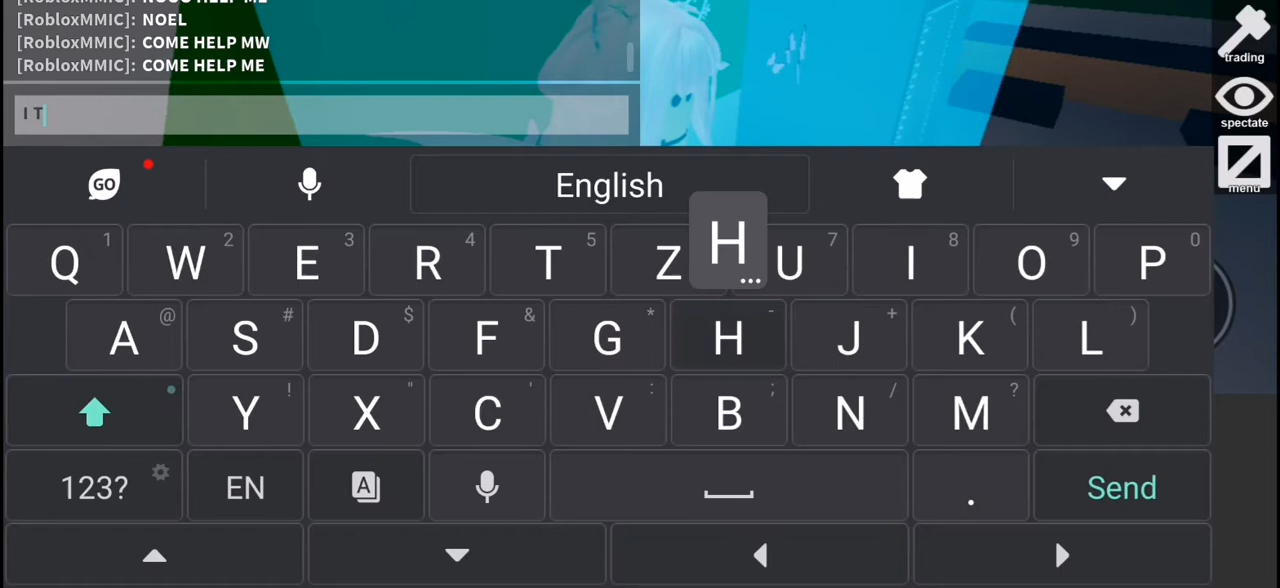 [RobloxMMIC]: NOEL
[RobloxMMIC]: COME HELP MW
[RobloxMMIC]: COME HELP ME
I T
trading
spectate
menu
GO
English
H
...
Q 1 W 2 E 3 R 4 T 5 Z U 7 I 8 O 9 P 0
A @ S # D $ F & G * H - J + K ( L )
Y ! X " C ' V : B ; N / M ?
123? EN A . Send